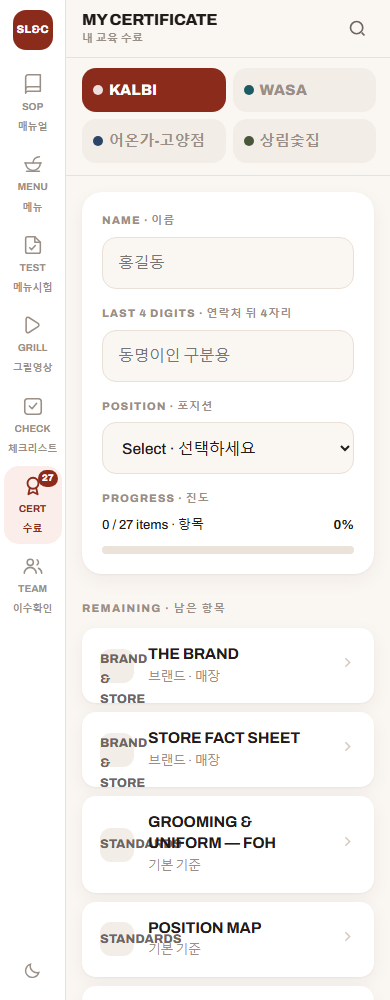 SL&C
SOP
매뉴얼
MENU
메뉴
TEST
메뉴시험
GRILL
그릴영상
CHECK
체크리스트
27
CERT
수료
TEAM
이수확인
MY CERTIFICATE
내 교육 수료
KALBI
WASA
어온가-고양점
상림숯집
NAME · 이름
홍길동
LAST 4 DIGITS · 연락처 뒤 4자리
동명이인 구분용
POSITION · 포지션
Select · 선택하세요
PROGRESS · 진도
0 / 27 items · 항목
0%
REMAINING · 남은 항목
BRAND & STORE
THE BRAND
브랜드 · 매장
BRAND & STORE
STORE FACT SHEET
브랜드 · 매장
STANDARDS
GROOMING &
UNIFORM — FOH
기본 기준
STANDARDS
POSITION MAP
기본 기준